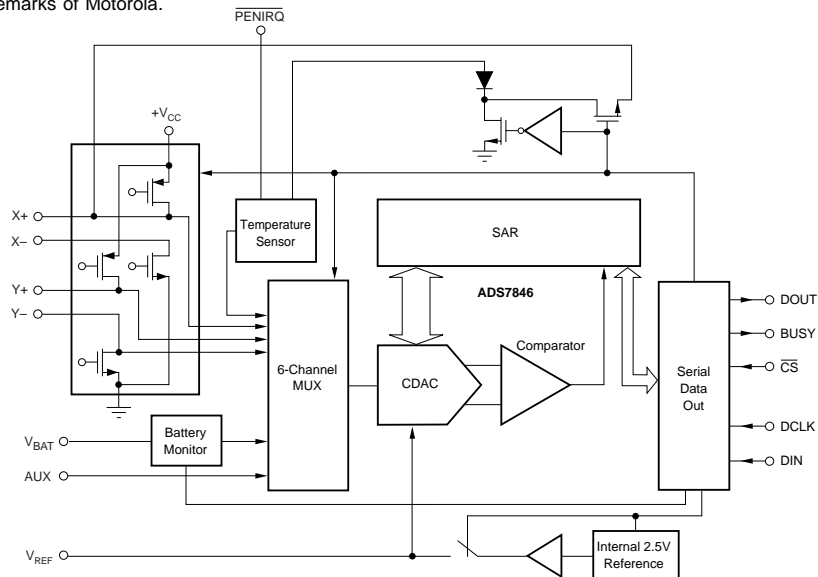 emarks of Motorola.
PENIRQ
+VCC
X+
X–
Y+
Y–
Temperature
Sensor
SAR
ADS7846
6-Channel
MUX
CDAC
Comparator
Serial
Data
Out
DOUT
BUSY
CS
DCLK
DIN
VBAT
Battery
Monitor
AUX
VREF
Internal 2.5V
Reference